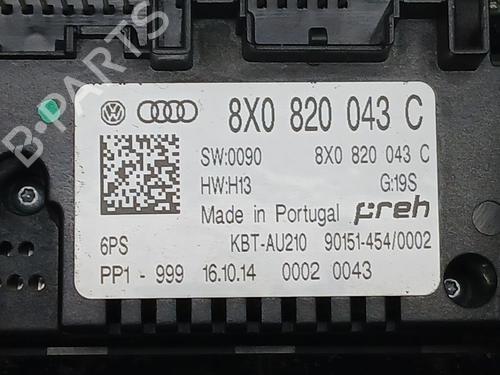 B-PARTS
8X0 820 043 C
SW:0090 8X0 820 043 C
HW:H13 G:19S
Made in Portugal preh
6PS KBT-AU210 90151-454/0002
PP1 - 999 16.10.14 0002 0043